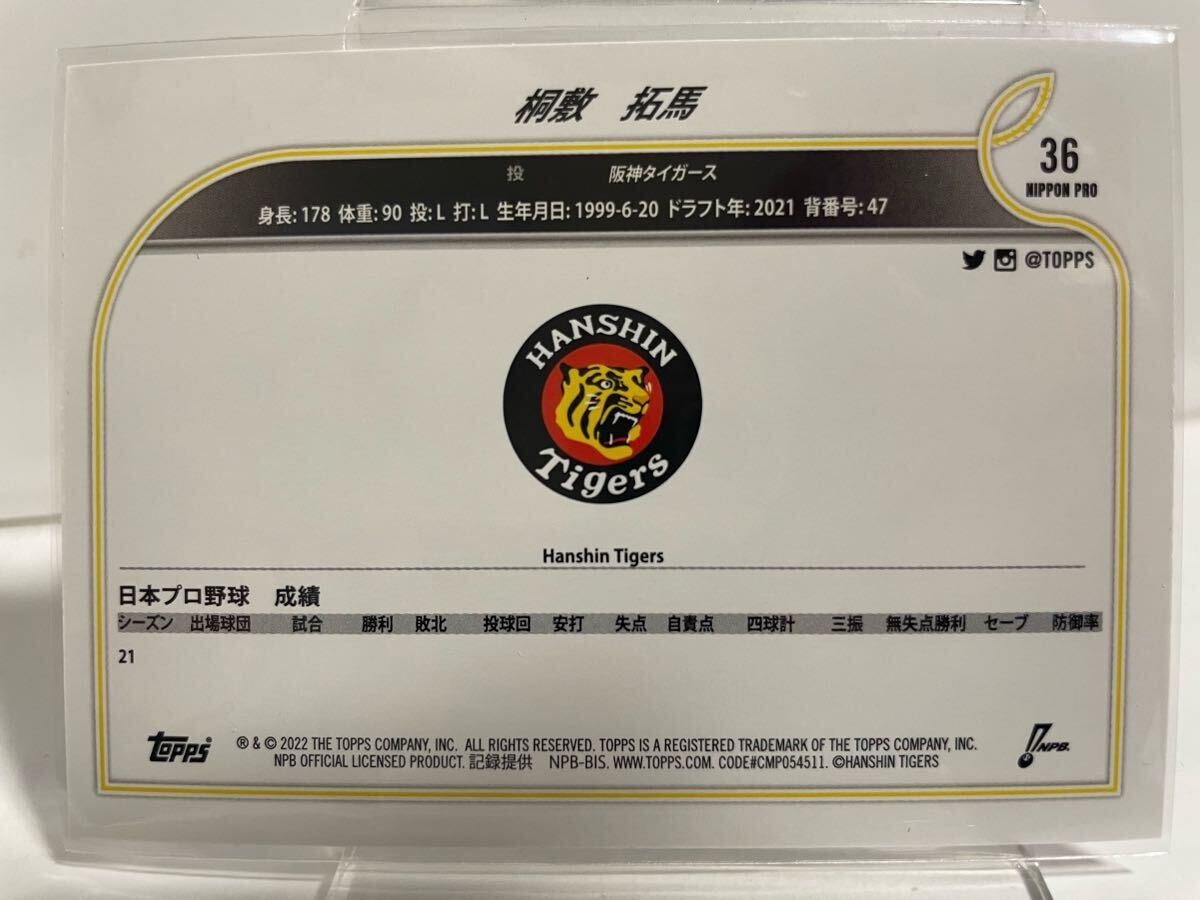 桐敷 拓馬
36
NIPPON PRO
投 阪神タイガース
身長: 178 体重: 90 投: L 打: L 生年月日: 1999-6-20 ドラフト年: 2021 背番号: 47
@TOPPS
HANSHIN
Tigers
Hanshin Tigers
日本プロ野球 成績
シーズン 出場球団 試合 勝利 敗北 投球回 安打 失点 自責点 四球計 三振 無失点勝利 セーブ 防御率
21
topps
® & © 2022 THE TOPPS COMPANY, INC. ALL RIGHTS RESERVED. TOPPS IS A REGISTERED TRADEMARK OF THE TOPPS COMPANY, INC.
NPB OFFICIAL LICENSED PRODUCT. 記録提供 NPB-BIS. WWW.TOPPS.COM. CODE#CMP054511. ©HANSHIN TIGERS
NPB.